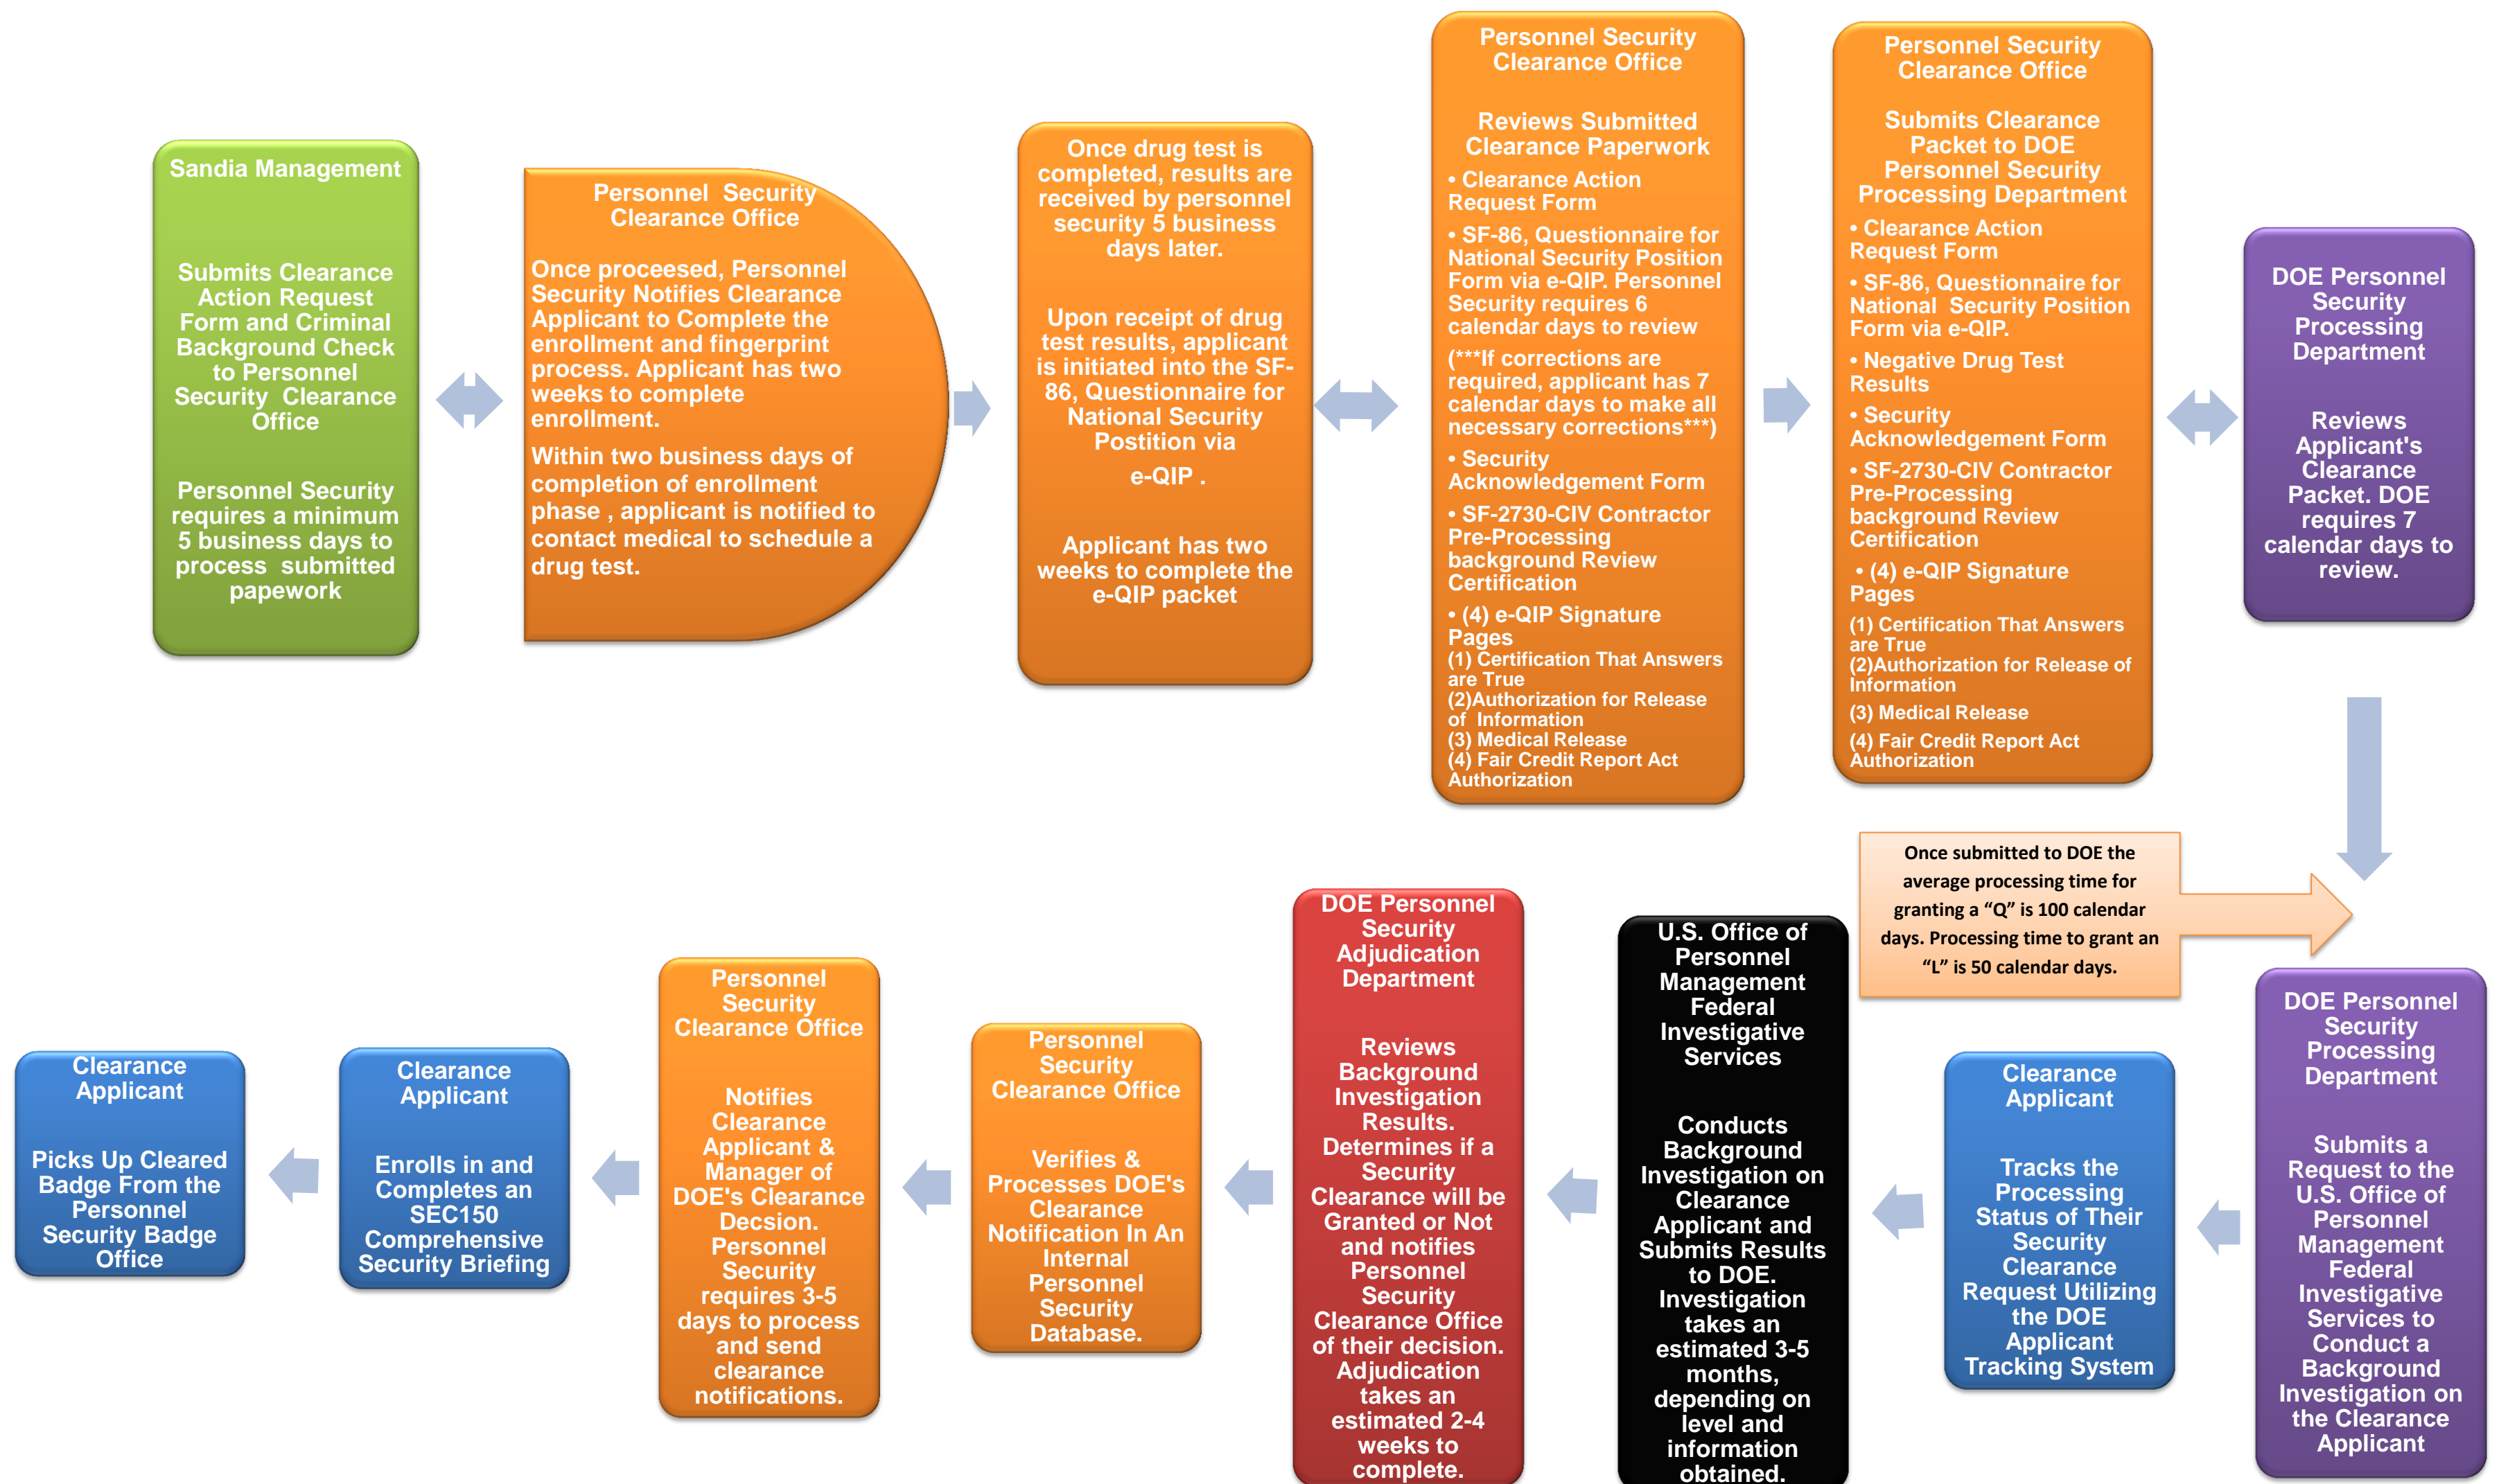 Sandia Management
Submits Clearance
Action Request
Form and Criminal
Background Check
to Personnel
Security Clearance
Office
Personnel Security
requires a minimum
5 business days to
process submitted
papework
Personnel Security
Clearance Office
Once proceesed, Personnel
Security Notifies Clearance
Applicant to Complete the
enrollment and fingerprint
process. Applicant has two
weeks to complete
enrollment.
Within two business days of
completion of enrollment
phase , applicant is notified to
contact medical to schedule a
drug test.
Once drug test is
completed, results are
received by personnel
security 5 business
days later.
Upon receipt of drug
test results, applicant
is initiated into the SF-
86, Questionnaire for
National Security
Postition via
e-QIP .
Applicant has two
weeks to complete the
e-QIP packet
Personnel Security
Clearance Office
Reviews Submitted
Clearance Paperwork
• Clearance Action
Request Form
• SF-86, Questionnaire for
National Security Position
Form via e-QIP. Personnel
Security requires 6
calendar days to review
(***If corrections are
required, applicant has 7
calendar days to make all
necessary corrections***)
• Security
Acknowledgement Form
• SF-2730-CIV Contractor
Pre-Processing
background Review
Certification
• (4) e-QIP Signature
Pages
(1) Certification That Answers
are True
(2)Authorization for Release
of Information
(3) Medical Release
(4) Fair Credit Report Act
Authorization
Personnel Security
Clearance Office
Submits Clearance
Packet to DOE
Personnel Security
Processing Department
• Clearance Action
Request Form
• SF-86, Questionnaire for
National Security Position
Form via e-QIP.
• Negative Drug Test
Results
• Security
Acknowledgement Form
• SF-2730-CIV Contractor
Pre-Processing
background Review
Certification
• (4) e-QIP Signature
Pages
(1) Certification That Answers
are True
(2)Authorization for Release of
Information
(3) Medical Release
(4) Fair Credit Report Act
Authorization
DOE Personnel
Security
Processing
Department
Reviews
Applicant's
Clearance
Packet. DOE
requires 7
calendar days to
review.
Once submitted to DOE the
average processing time for
granting a “Q” is 100 calendar
days. Processing time to grant an
“L” is 50 calendar days.
DOE Personnel
Security
Processing
Department
Submits a
Request to the
U.S. Office of
Personnel
Management
Federal
Investigative
Services to
Conduct a
Background
Investigation on
the Clearance
Applicant
Clearance
Applicant
Tracks the
Processing
Status of Their
Security
Clearance
Request Utilizing
the DOE
Applicant
Tracking System
U.S. Office of
Personnel
Management
Federal
Investigative
Services
Conducts
Background
Investigation on
Clearance
Applicant and
Submits Results
to DOE.
Investigation
takes an
estimated 3-5
months,
depending on
level and
information
obtained.
DOE Personnel
Security
Adjudication
Department
Reviews
Background
Investigation
Results.
Determines if a
Security
Clearance will be
Granted or Not
and notifies
Personnel
Security
Clearance Office
of their decision.
Adjudication
takes an
estimated 2-4
weeks to
complete.
Personnel
Security
Clearance Office
Verifies &
Processes DOE's
Clearance
Notification In An
Internal
Personnel
Security
Database.
Personnel
Security
Clearance Office
Notifies
Clearance
Applicant &
Manager of
DOE's Clearance
Decsion.
Personnel
Security
requires 3-5
days to process
and send
clearance
notifications.
Clearance
Applicant
Enrolls in and
Completes an
SEC150
Comprehensive
Security Briefing
Clearance
Applicant
Picks Up Cleared
Badge From the
Personnel
Security Badge
Office